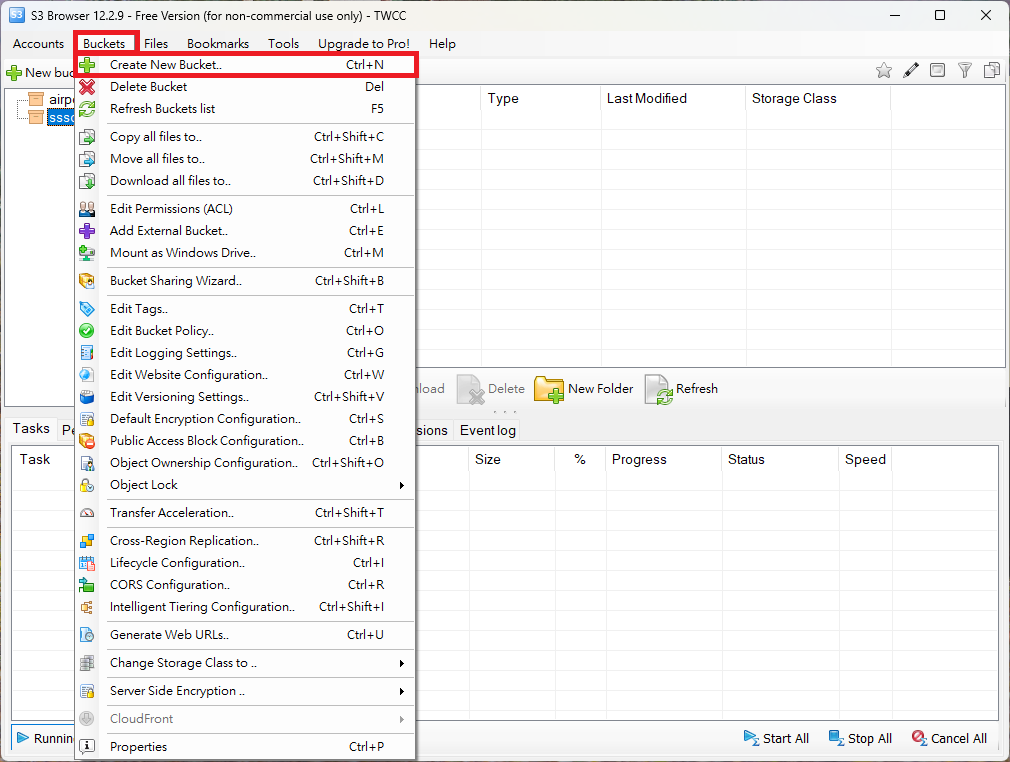 S3 Browser 12.2.9 - Free Version (for non-commercial use only) - TWCC
Accounts Buckets Files Bookmarks Tools Upgrade to Pro! Help
New buc
Create New Bucket.. Ctrl+N
Delete Bucket Del
Refresh Buckets list F5
Copy all files to.. Ctrl+Shift+C
Move all files to.. Ctrl+Shift+M
Download all files to.. Ctrl+Shift+D
Edit Permissions (ACL) Ctrl+L
Add External Bucket.. Ctrl+E
Mount as Windows Drive.. Ctrl+M
Bucket Sharing Wizard.. Ctrl+Shift+B
Edit Tags.. Ctrl+T
Edit Bucket Policy.. Ctrl+O
Edit Logging Settings.. Ctrl+G
Edit Website Configuration.. Ctrl+W
Edit Versioning Settings.. Ctrl+Shift+V
Default Encryption Configuration.. Ctrl+S
Public Access Block Configuration.. Ctrl+B
Object Ownership Configuration.. Ctrl+Shift+O
Object Lock
Transfer Acceleration.. Ctrl+Shift+T
Cross-Region Replication.. Ctrl+Shift+R
Lifecycle Configuration.. Ctrl+I
CORS Configuration.. Ctrl+R
Intelligent Tiering Configuration.. Ctrl+Shift+I
Generate Web URLs.. Ctrl+U
Change Storage Class to ..
Server Side Encryption ..
CloudFront
Properties Ctrl+P
Type Last Modified Storage Class
load Delete New Folder Refresh
Tasks Pe sions Event log
Task Size % Progress Status Speed
Running Start All Stop All Cancel All